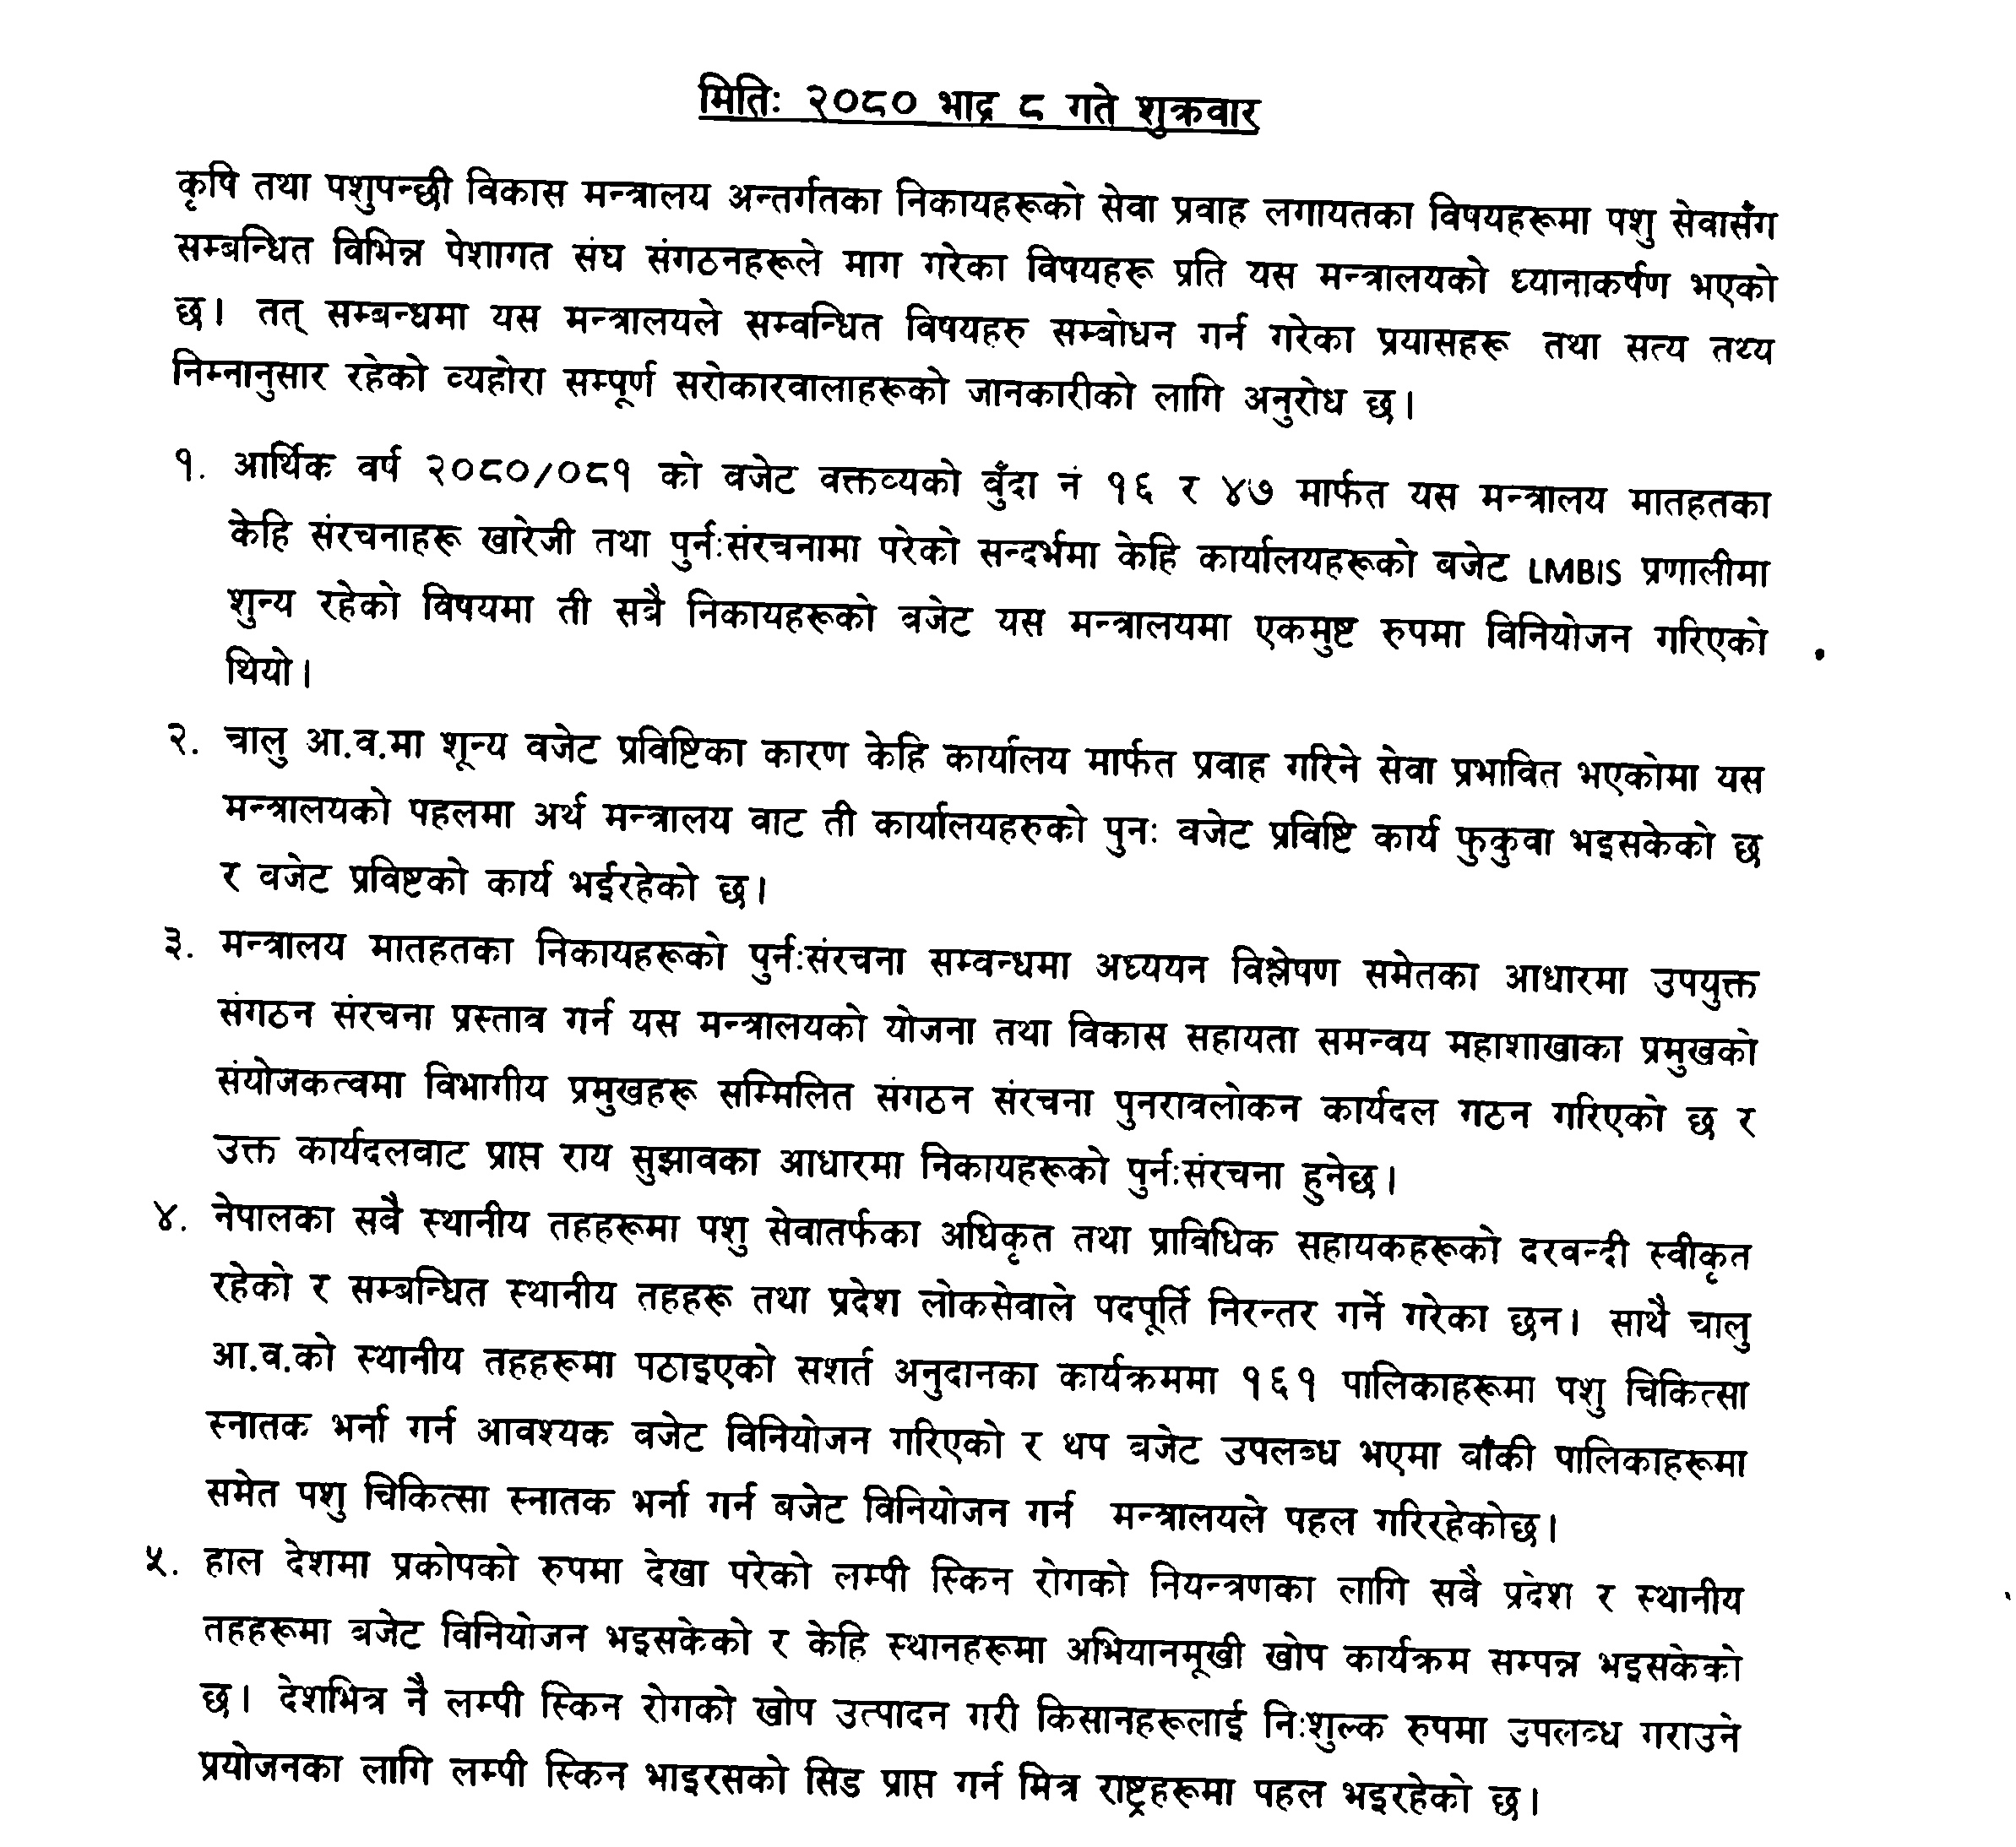 मितिः २०८० भाद्र ८ गते शुक्रवार
कृषि तथा पशुपन्छी विकास मन्त्रालय अन्तर्गतका निकायहरूको सेवा प्रवाह लगायतका विषयहरूमा पशु सेवासँग
सम्बन्धित विभिन्न पेशागत संघ संगठनहरूले माग गरेका विषयहरू प्रति यस मन्त्रालयको ध्यानाकर्षण भएको
छ। तत् सम्बन्धमा यस मन्त्रालयले सम्वन्धित विषयहरु सम्बोधन गर्न गरेका प्रयासहरू तथा सत्य तथ्य
निम्नानुसार रहेको व्यहोरा सम्पूर्ण सरोकारवालाहरूको जानकारीको लागि अनुरोध छ।
१. आर्थिक वर्ष २०८०/०८१ को वजेट वक्तव्यको बुँदा नं १६ र ४७ मार्फत यस मन्त्रालय मातहतका
केहि संरचनाहरू खारेजी तथा पुर्नःसंरचनामा परेको सन्दर्भमा केहि कार्यालयहरूको बजेट LMBIS प्रणालीमा
शुन्य रहेको विषयमा ती सवै निकायहरूको बजेट यस मन्त्रालयमा एकमुष्ट रुपमा विनियोजन गरिएको
थियो।
२. चालु आ.व.मा शून्य वजेट प्रविष्टिका कारण केहि कार्यालय मार्फत प्रवाह गरिने सेवा प्रभावित भएकोमा यस
मन्त्रालयको पहलमा अर्थ मन्त्रालय वाट ती कार्यालयहरुको पुनः वजेट प्रविष्टि कार्य फुकुवा भइसकेको छ
र वजेट प्रविष्टको कार्य भईरहेको छ।
३. मन्त्रालय मातहतका निकायहरूको पुर्नःसंरचना सम्वन्धमा अध्ययन विश्लेषण समेतका आधारमा उपयुक्त
संगठन संरचना प्रस्ताव गर्न यस मन्त्रालयको योजना तथा विकास सहायता समन्वय महाशाखाका प्रमुखको
संयोजकत्वमा विभागीय प्रमुखहरू सम्मिलित संगठन संरचना पुनरावलोकन कार्यदल गठन गरिएको छ र
उक्त कार्यदलवाट प्राप्त राय सुझावका आधारमा निकायहरूको पुर्नःसंरचना हुनेछ।
४. नेपालका सवै स्थानीय तहहरूमा पशु सेवातर्फका अधिकृत तथा प्राविधिक सहायकहरूको दरवन्दी स्वीकृत
रहेको र सम्बन्धित स्थानीय तहहरू तथा प्रदेश लोकसेवाले पदपूर्ति निरन्तर गर्ने गरेका छन। साथै चालु
आ.व.को स्थानीय तहहरूमा पठाइएको सशर्त अनुदानका कार्यक्रममा १६१ पालिकाहरूमा पशु चिकित्सा
स्नातक भर्ना गर्न आवश्यक वजेट विनियोजन गरिएको र थप बजेट उपलब्ध भएमा बाँकी पालिकाहरूमा
समेत पशु चिकित्सा स्नातक भर्ना गर्न बजेट विनियोजन गर्न मन्त्रालयले पहल गरिरहेकोछ।
५. हाल देशमा प्रकोपको रुपमा देखा परेको लम्पी स्किन रोगको नियन्त्रणका लागि सबै प्रदेश र स्थानीय
तहहरूमा बजेट विनियोजन भइसकेको र केहि स्थानहरूमा अभियानमूखी खोप कार्यक्रम सम्पन्न भइसकेको
छ। देशभित्र नै लम्पी स्किन रोगको खोप उत्पादन गरी किसानहरूलाई निःशुल्क रुपमा उपलब्ध गराउने
प्रयोजनका लागि लम्पी स्किन भाइरसको सिड प्राप्त गर्न मित्र राष्ट्रहरूमा पहल भइरहेको छ।